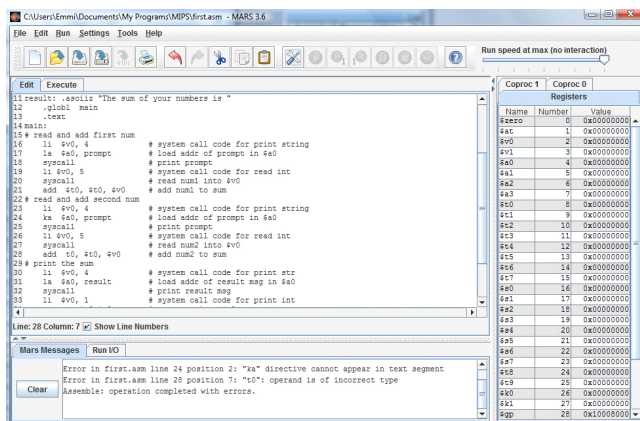 C:\Users\Emmi\Documents\My Programs\MIPS\first.asm - MARS 3.6
File Edit Run Settings Tools Help
Run speed at max (no interaction)
Edit Execute
11 result: .asciiz "The sum of your numbers is "
12 .globl main
13 .text
14 main:
15 # read and add first num
16 li $v0, 4 # system call code for print string
17 la $a0, prompt # load addr of prompt in $a0
18 syscall # print prompt
19 li $v0, 5 # system call code for read int
20 syscall # read num1 into $v0
21 add $t0, $t0, $v0 # add num1 to sum
22 # read and add second num
23 li $v0, 4 # system call code for print string
24 ka $a0, prompt # load addr of prompt in $a0
25 syscall # print prompt
26 li $v0, 5 # system call code for read int
27 syscall # read num2 into $v0
28 add t0, $t0, $v0 # add num2 to sum
29 # print the sum
30 li $v0, 4 # system call code for print str
31 la $a0, result # load addr of result msg in $a0
32 syscall # print result msg
33 li $v0, 1 # system call code for print int
Line: 28 Column: 7 Show Line Numbers
Mars Messages Run I/O
Error in first.asm line 24 position 2: "ka" directive cannot appear in text segment
Error in first.asm line 28 position 7: "t0": operand is of incorrect type
Assemble: operation completed with errors.
Clear
Coproc 1 Coproc 0
Registers
Name Number Value
$zero 0 0x00000000
$at 1 0x00000000
$v0 2 0x00000000
$v1 3 0x00000000
$a0 4 0x00000000
$a1 5 0x00000000
$a2 6 0x00000000
$a3 7 0x00000000
$t0 8 0x00000000
$t1 9 0x00000000
$t2 10 0x00000000
$t3 11 0x00000000
$t4 12 0x00000000
$t5 13 0x00000000
$t6 14 0x00000000
$t7 15 0x00000000
$s0 16 0x00000000
$s1 17 0x00000000
$s2 18 0x00000000
$s3 19 0x00000000
$s4 20 0x00000000
$s5 21 0x00000000
$s6 22 0x00000000
$s7 23 0x00000000
$t8 24 0x00000000
$t9 25 0x00000000
$k0 26 0x00000000
$k1 27 0x00000000
$gp 28 0x10008000